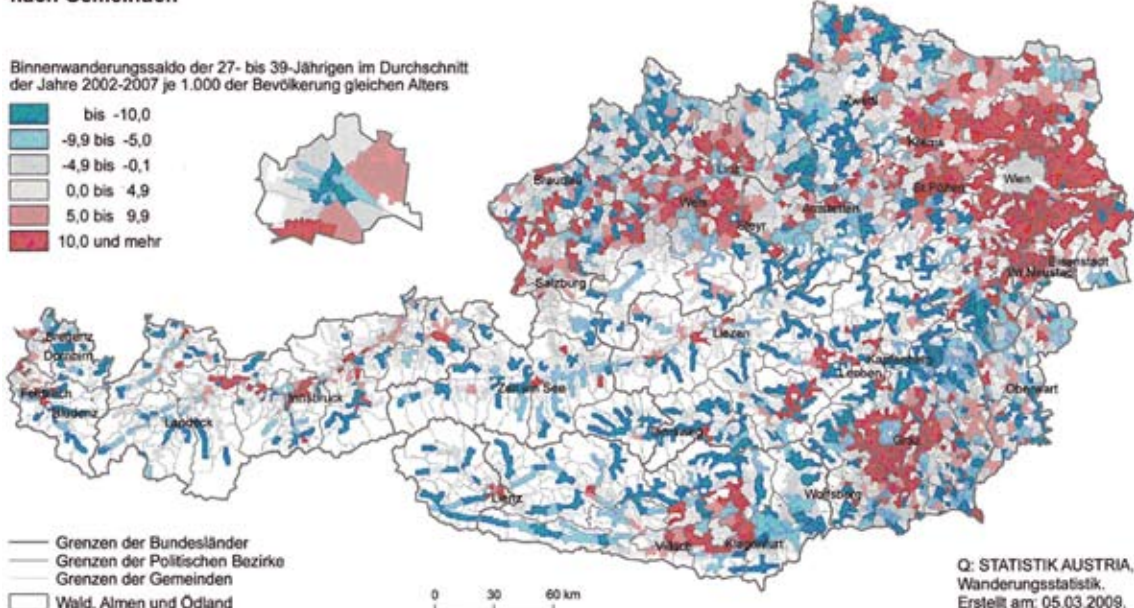 nach Gemeinden
Binnenwanderungssaldo der 27- bis 39-Jährigen im Durchschnitt
der Jahre 2002-2007 je 1.000 der Bevölkerung gleichen Alters
bis -10,0
-9,9 bis -5,0
-4,9 bis -0,1
0,0 bis 4,9
5,0 bis 9,9
10,0 und mehr
Zwettl
Krems
Linz
Braunau
Wien
Wels
St.Pölten
Amstetten
Steyr
Eisenstadt
Wr.Neustadt
Salzburg
Bregenz
Dornbirn
Liezen
Kapfenberg
Leoben
Feldkirch
Zell am See
Oberwart
Innsbruck
Bludenz
Landeck
Graz
Lienz
Wolfsberg
Villach
Klagenfurt
Grenzen der Bundesländer
Grenzen der Politischen Bezirke
Grenzen der Gemeinden
Wald, Almen und Ödland
0 30 60 km
Q: STATISTIK AUSTRIA,
Wanderungsstatistik.
Erstellt am: 05.03.2009.